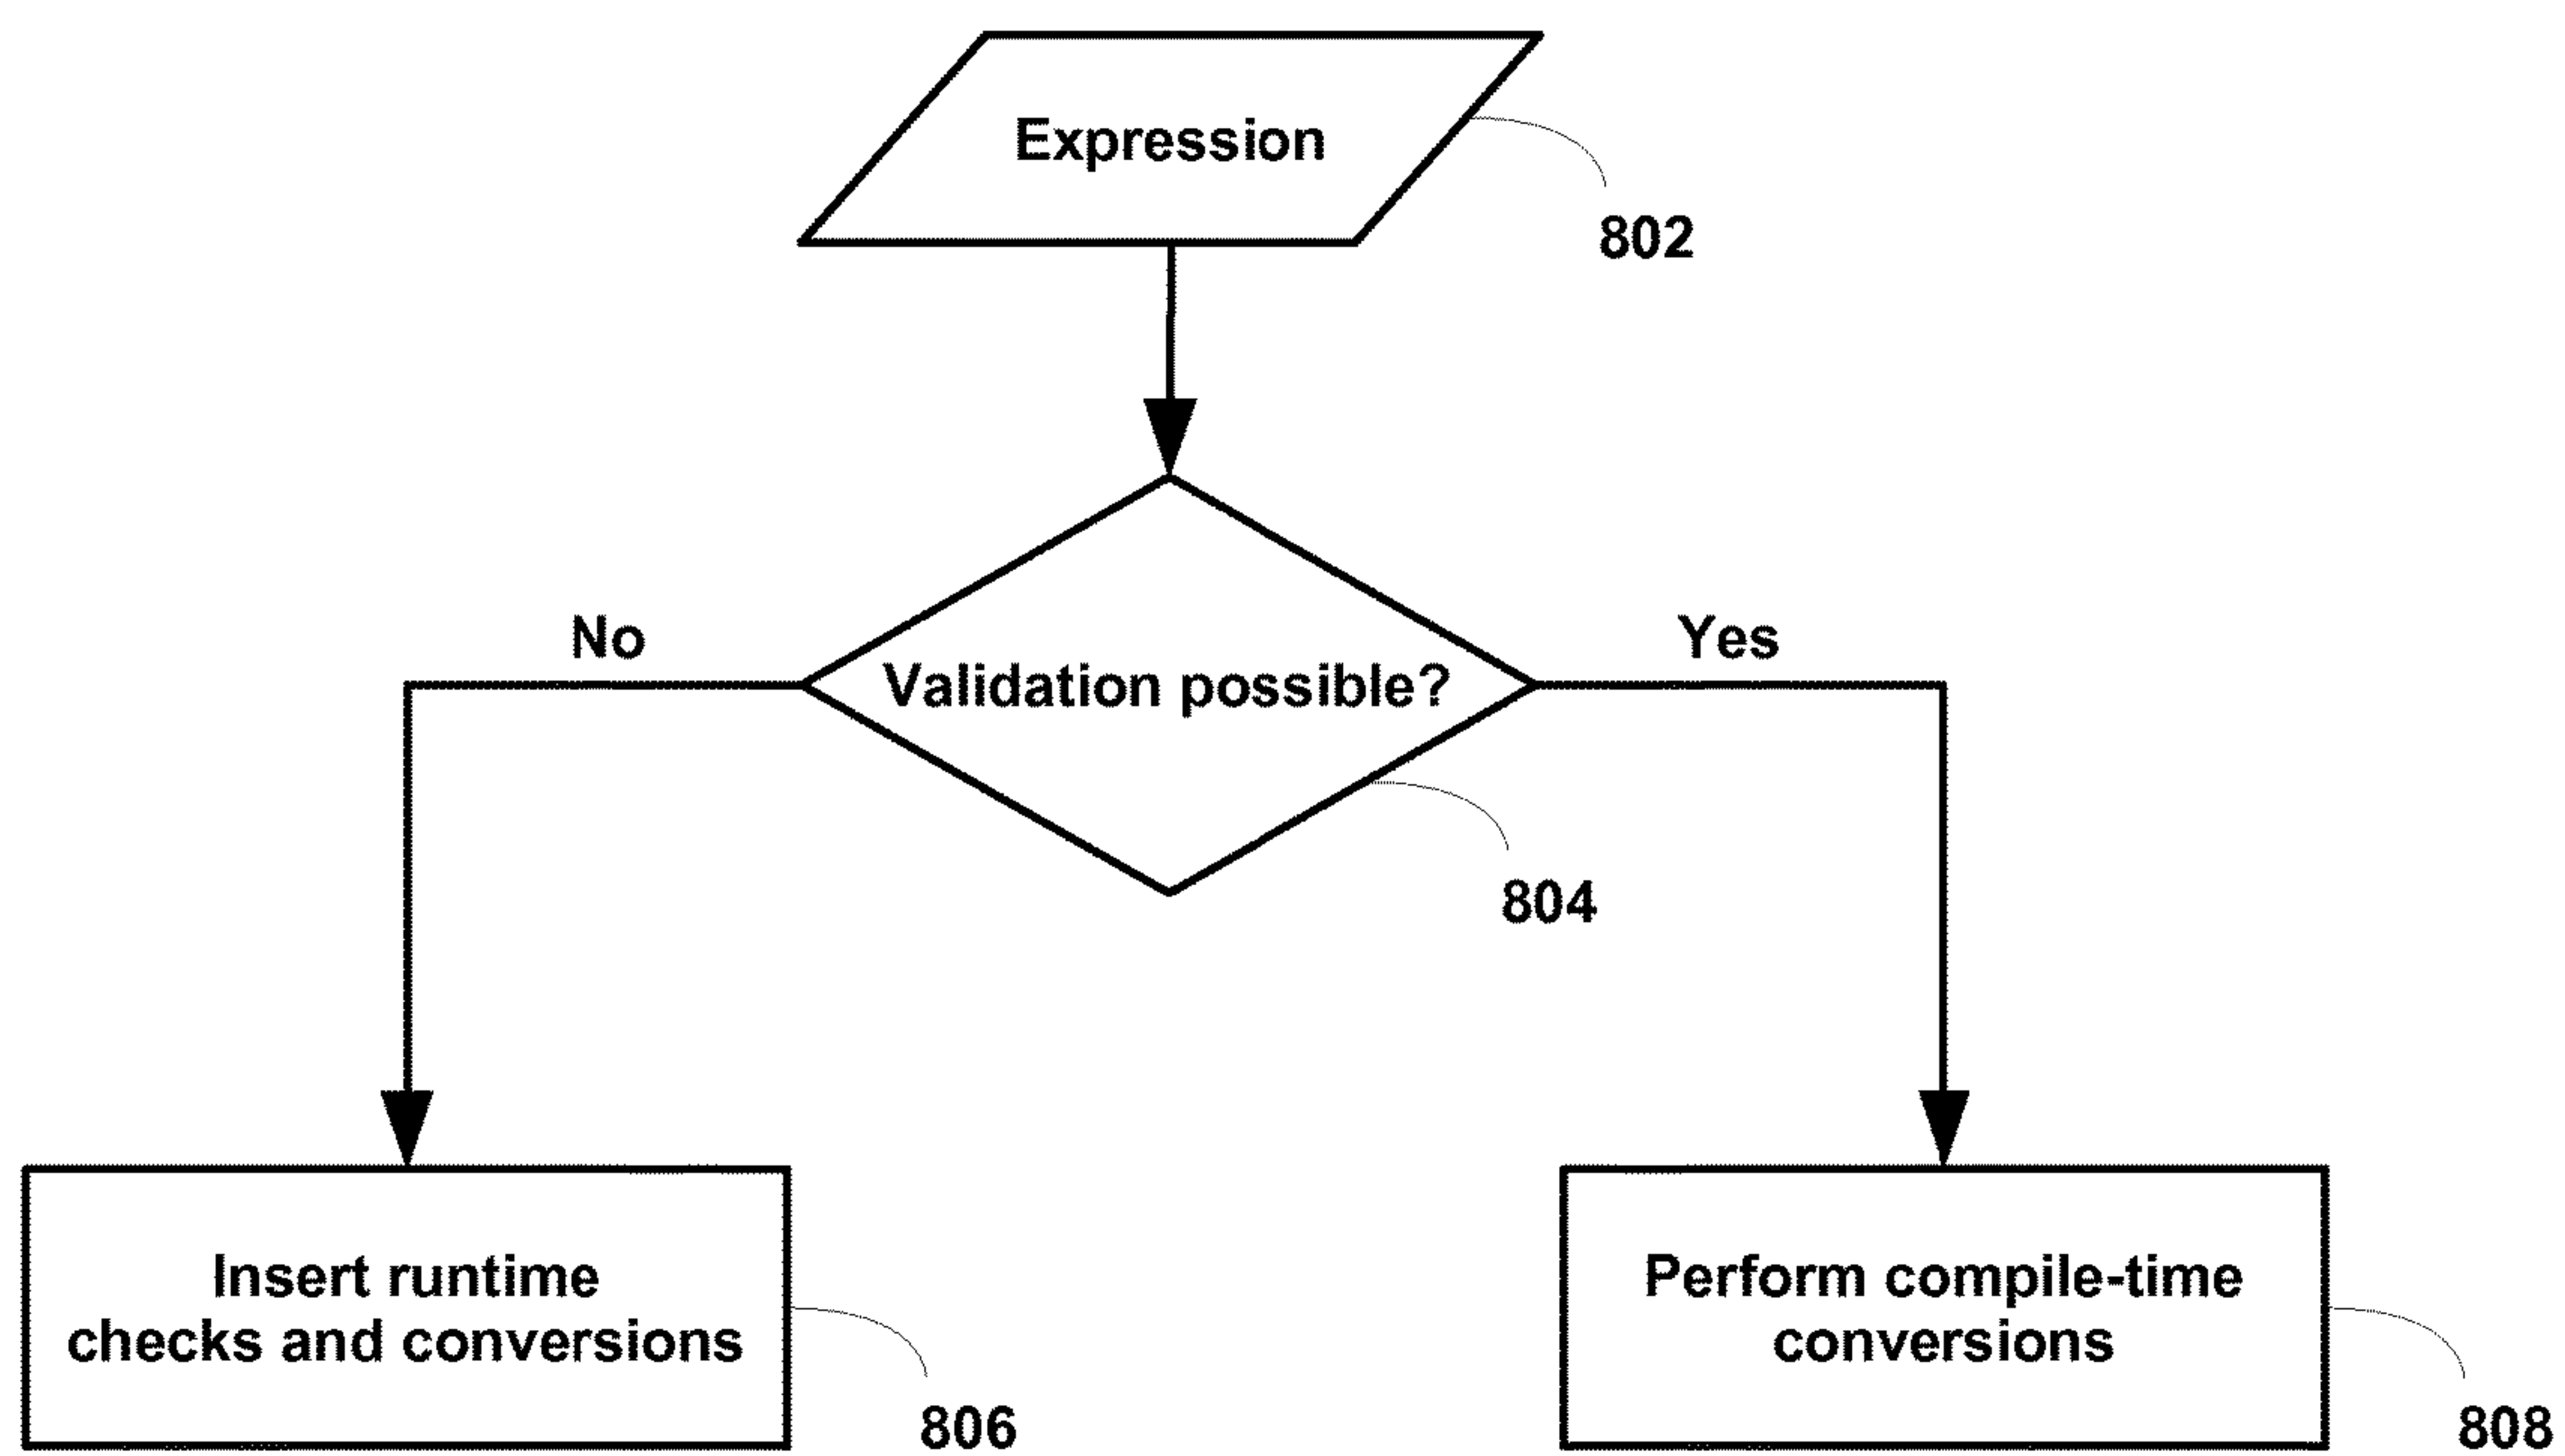 Expression
802
No
Yes
Validation possible?
804
Insert runtime
checks and conversions
806
Perform compile-time
conversions
808